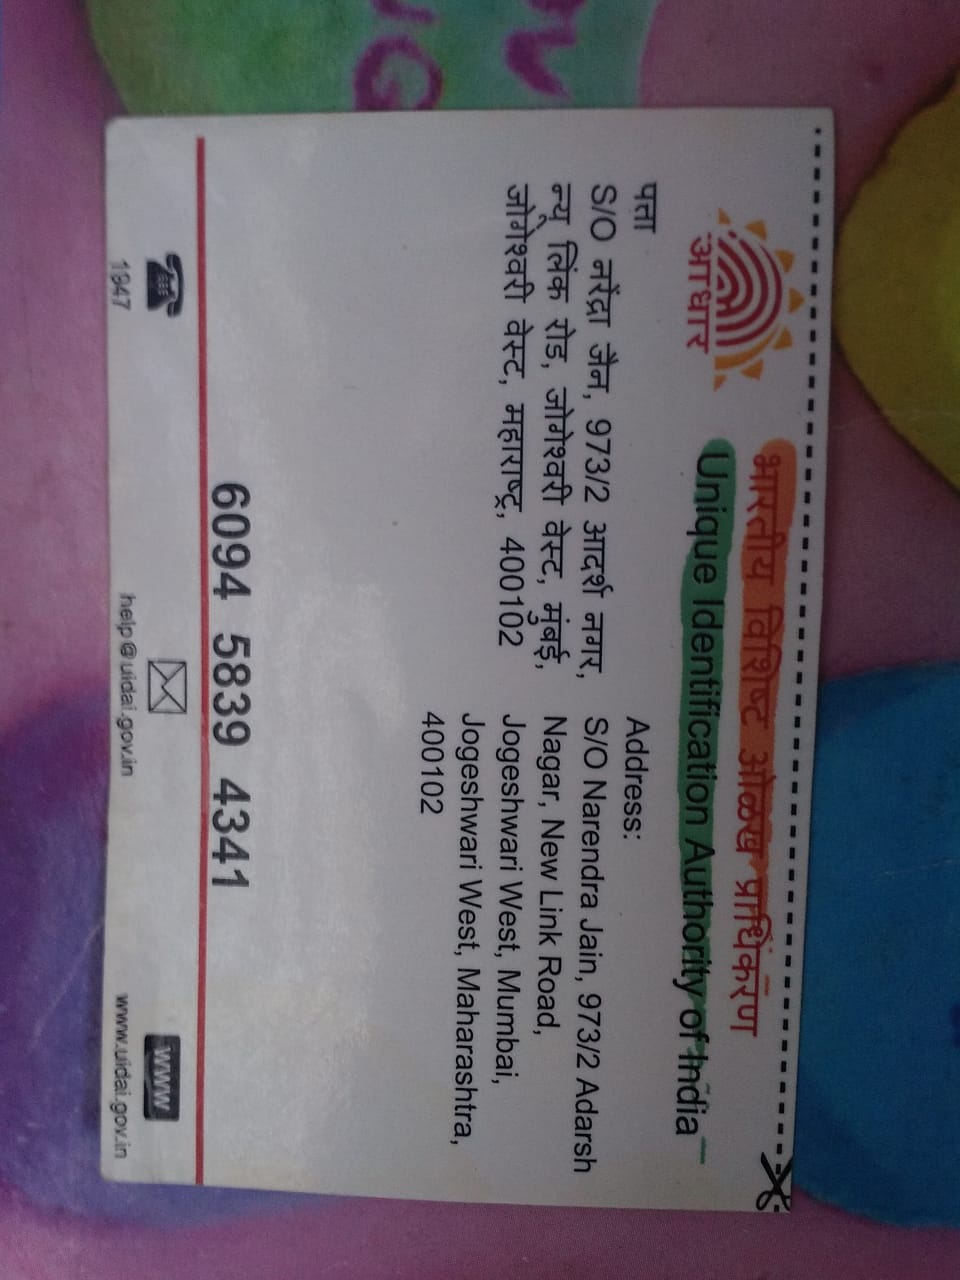 आधार
भारतीय विशिष्ट ओळख प्राधिकरण
Unique Identification Authority of India
पता
S/O नरेंद्रा जैन, 973/2 आदर्श नगर,
न्यू लिंक रोड, जोगेश्वरी वेस्ट, मुंबई,
जोगेश्वरी वेस्ट, महाराष्ट्र, 400102
Address:
S/O Narendra Jain, 973/2 Adarsh
Nagar, New Link Road,
Jogeshwari West, Mumbai,
Jogeshwari West, Maharashtra,
400102
6094 5839 4341
1947
help@uidai.gov.in
WWW
www.uidai.gov.in